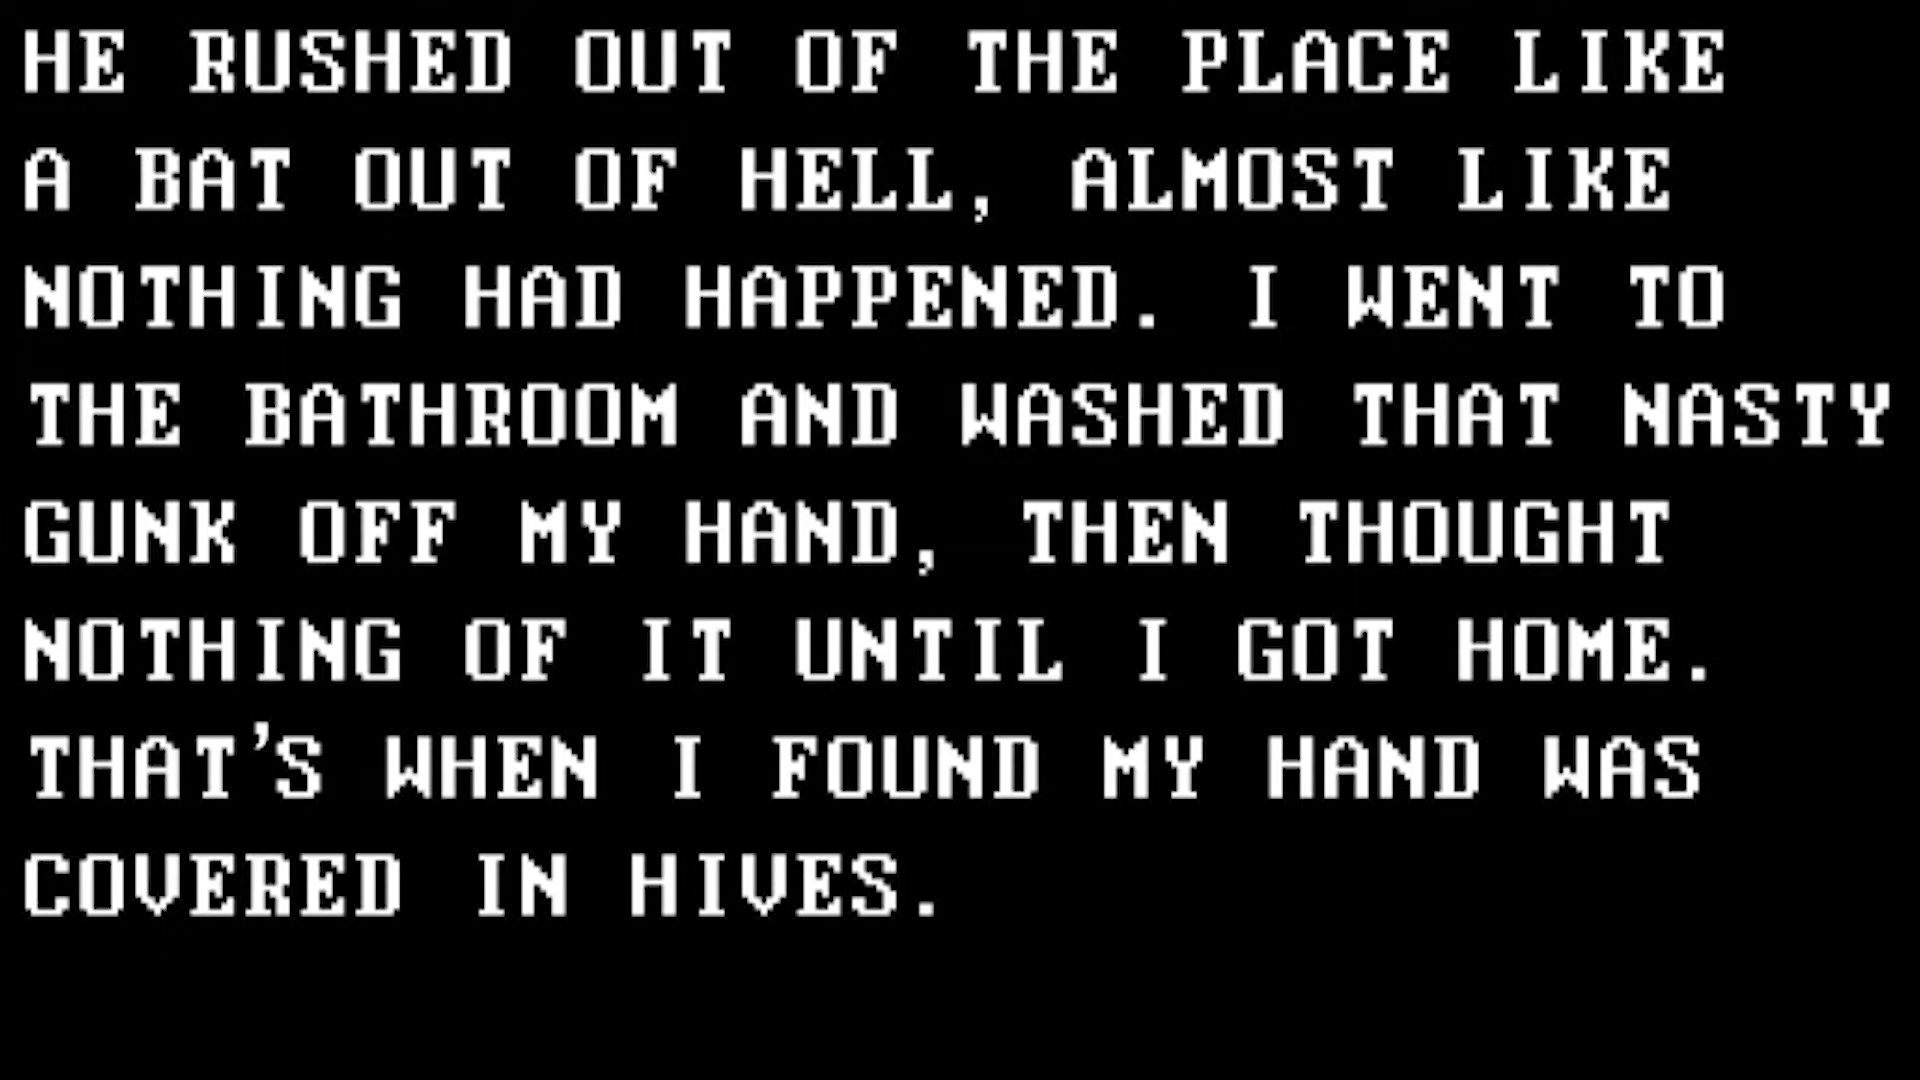 HE RUSHED OUT OF THE PLACE LIKE
A BAT OUT OF HELL, ALMOST LIKE
NOTHING HAD HAPPENED. I WENT TO
THE BATHROOM AND WASHED THAT NASTY
GUNK OFF MY HAND, THEN THOUGHT
NOTHING OF IT UNTIL I GOT HOME.
THAT'S WHEN I FOUND MY HAND WAS
COVERED IN HIVES.